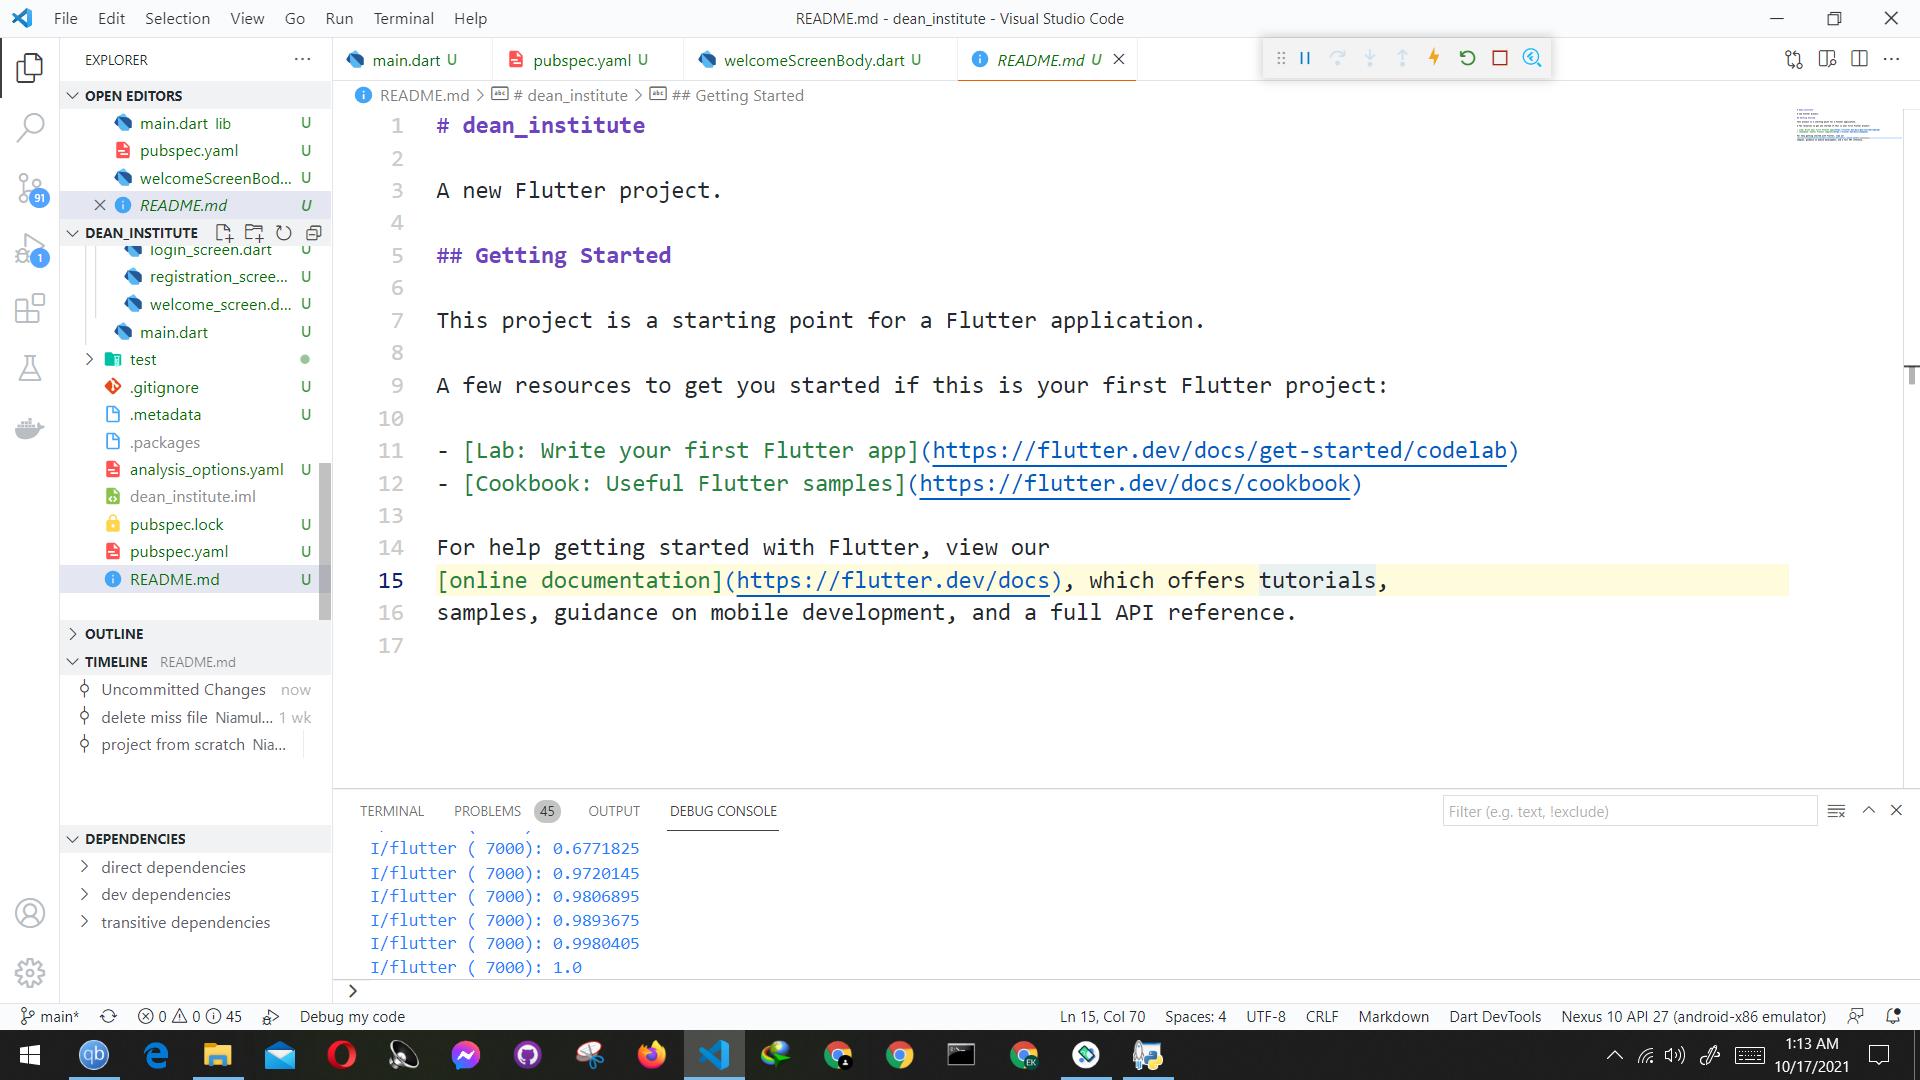 File Edit Selection View Go Run Terminal Help README.md - dean_institute - Visual Studio Code
EXPLORER
OPEN EDITORS
main.dart lib U
pubspec.yaml U
welcomeScreenBod... U
README.md U
DEAN_INSTITUTE
login_screen.dart U
registration_scree... U
welcome_screen.d... U
main.dart U
test
.gitignore U
.metadata U
.packages
analysis_options.yaml U
dean_institute.iml
pubspec.lock U
pubspec.yaml U
README.md U
OUTLINE
TIMELINE README.md
Uncommitted Changes now
delete miss file Niamul... 1 wk
project from scratch Nia...
DEPENDENCIES
direct dependencies
dev dependencies
transitive dependencies
91
1
main.dart U pubspec.yaml U welcomeScreenBody.dart U README.md U
README.md > # dean_institute > ## Getting Started
1 # dean_institute
2
3 A new Flutter project.
4
5 ## Getting Started
6
7 This project is a starting point for a Flutter application.
8
9 A few resources to get you started if this is your first Flutter project:
10
11 - [Lab: Write your first Flutter app](https://flutter.dev/docs/get-started/codelab)
12 - [Cookbook: Useful Flutter samples](https://flutter.dev/docs/cookbook)
13
14 For help getting started with Flutter, view our
15 [online documentation](https://flutter.dev/docs), which offers tutorials,
16 samples, guidance on mobile development, and a full API reference.
17
TERMINAL PROBLEMS 45 OUTPUT DEBUG CONSOLE Filter (e.g. text, !exclude)
I/flutter ( 7000): 0.6771825
I/flutter ( 7000): 0.9720145
I/flutter ( 7000): 0.9806895
I/flutter ( 7000): 0.9893675
I/flutter ( 7000): 0.9980405
I/flutter ( 7000): 1.0
main* 0 0 45 Debug my code Ln 15, Col 70 Spaces: 4 UTF-8 CRLF Markdown Dart DevTools Nexus 10 API 27 (android-x86 emulator)
qb EK 1:13 AM
10/17/2021